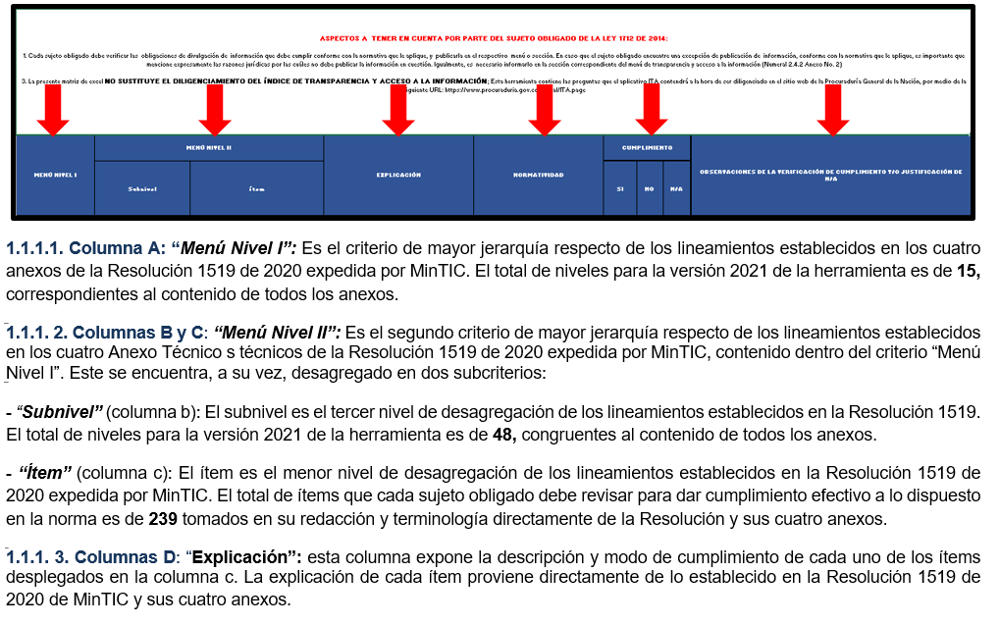 ASPECTOS A TENER EN CUENTA POR PARTE DEL SUJETO OBLIGADO DE LA LEY 1712 DE 2014:
1. Cada sujeto obligado debe verificar las obligaciones de divulgación de información que debe cumplir conforme con la normativa que le aplique, y publicarla en el respectivo menú o sección. En caso que el sujeto obligado encuentre una excepción de publicación de información, conforme con la normativa que le aplique, es importante que
mencione expresamente las razones jurídicas por las cuáles no debe publicar la información en cuestión. Igualmente, será necesario informarlo en la sección correspondiente del menú de transparencia y acceso a la información (Numeral 2.4.2 Anexo No. 2)
3. La presente matriz de excel NO SUSTITUYE EL DILIGENCIAMIENTO DEL ÍNDICE DE TRANSPARENCIA Y ACCESO A LA INFORMACIÓN; Esta herramienta contiene las preguntas que el aplicativo ITA contendrá a la hora de ser diligenciado en el sitio web de la Procuraduría General de la Nación, por medio de la
siguiente URL: https://www.procuraduria.gov.co/ /ITA.page
MENÚ NIVEL I
MENÚ NIVEL II
Subnivel
Ítem
EXPLICACIÓN
NORMATIVIDAD
CUMPLIMIENTO
SI
NO
N/A
OBSERVACIONES DE LA VERIFICACIÓN DE CUMPLIMIENTO Y/O JUSTIFICACIÓN DE
N/A
1.1.1.1. Columna A: “Menú Nivel I”: Es el criterio de mayor jerarquía respecto de los lineamientos establecidos en los cuatro
anexos de la Resolución 1519 de 2020 expedida por MinTIC. El total de niveles para la versión 2021 de la herramienta es de 15,
correspondientes al contenido de todos los anexos.
1.1.1. 2. Columnas B y C: “Menú Nivel II”: Es el segundo criterio de mayor jerarquía respecto de los lineamientos establecidos
en los cuatro Anexo Técnico s técnicos de la Resolución 1519 de 2020 expedida por MinTIC, contenido dentro del criterio “Menú
Nivel I”. Este se encuentra, a su vez, desagregado en dos subcriterios:
- “Subnivel” (columna b): El subnivel es el tercer nivel de desagregación de los lineamientos establecidos en la Resolución 1519.
El total de niveles para la versión 2021 de la herramienta es de 48, congruentes al contenido de todos los anexos.
- “Ítem” (columna c): El ítem es el menor nivel de desagregación de los lineamientos establecidos en la Resolución 1519 de
2020 expedida por MinTIC. El total de ítems que cada sujeto obligado debe revisar para dar cumplimiento efectivo a lo dispuesto
en la norma es de 239 tomados en su redacción y terminología directamente de la Resolución y sus cuatro anexos.
1.1.1. 3. Columnas D: “Explicación”: esta columna expone la descripción y modo de cumplimiento de cada uno de los ítems
desplegados en la columna c. La explicación de cada ítem proviene directamente de lo establecido en la Resolución 1519 de
2020 de MinTIC y sus cuatro anexos.